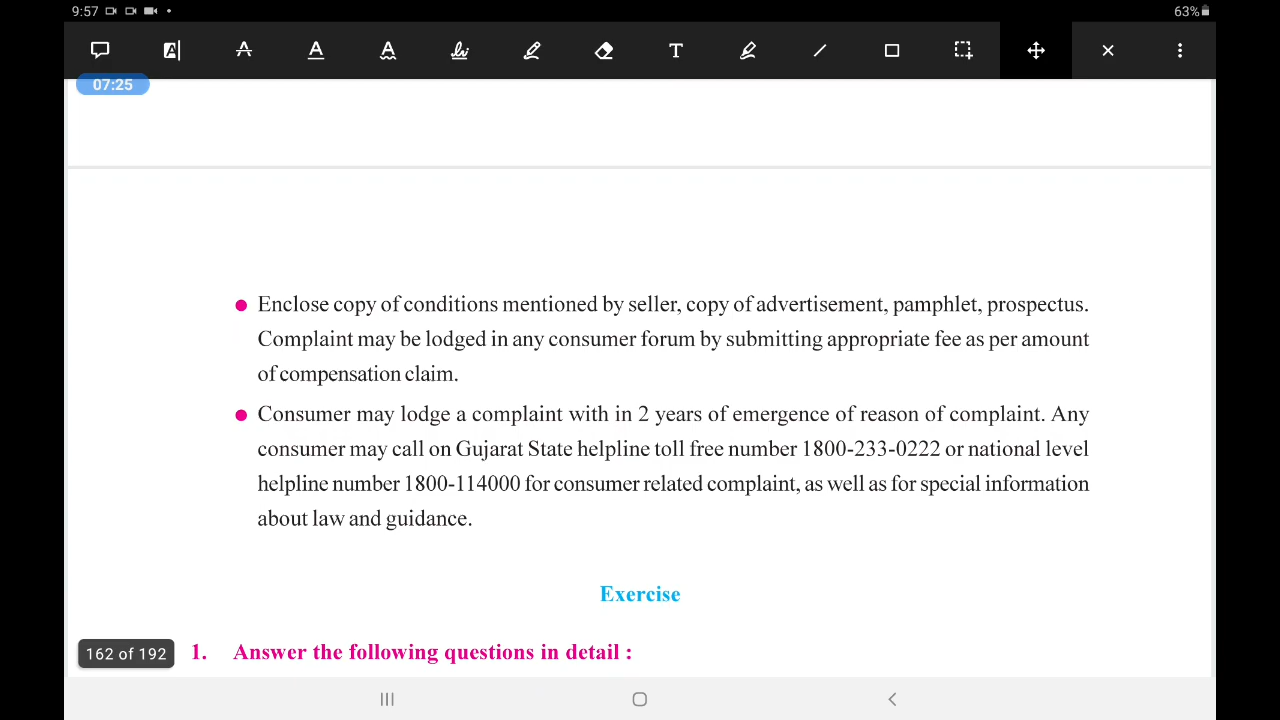 9:57
63%
07:25
Enclose copy of conditions mentioned by seller, copy of advertisement, pamphlet, prospectus.
Complaint may be lodged in any consumer forum by submitting appropriate fee as per amount
of compensation claim.
Consumer may lodge a complaint with in 2 years of emergence of reason of complaint. Any
consumer may call on Gujarat State helpline toll free number 1800-233-0222 or national level
helpline number 1800-114000 for consumer related complaint, as well as for special information
about law and guidance.
Exercise
162 of 192
1. Answer the following questions in detail :